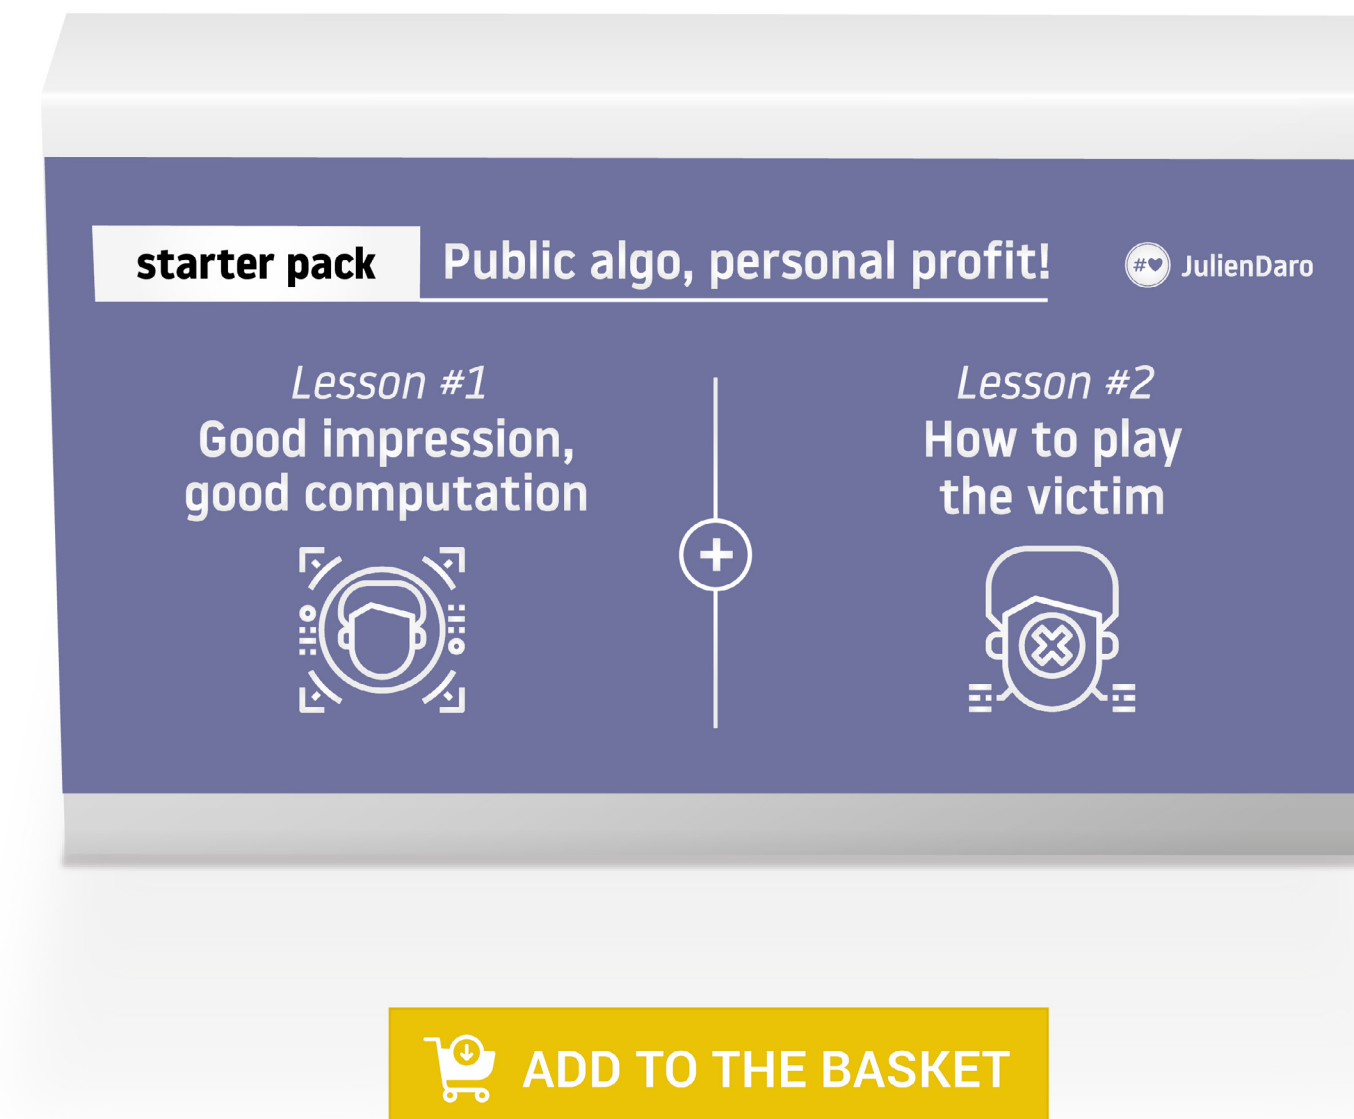 starter pack Public algo, personal profit! #♥ JulienDaro
Lesson #1
Good impression,
good computation
Lesson #2
How to play
the victim
ADD TO THE BASKET